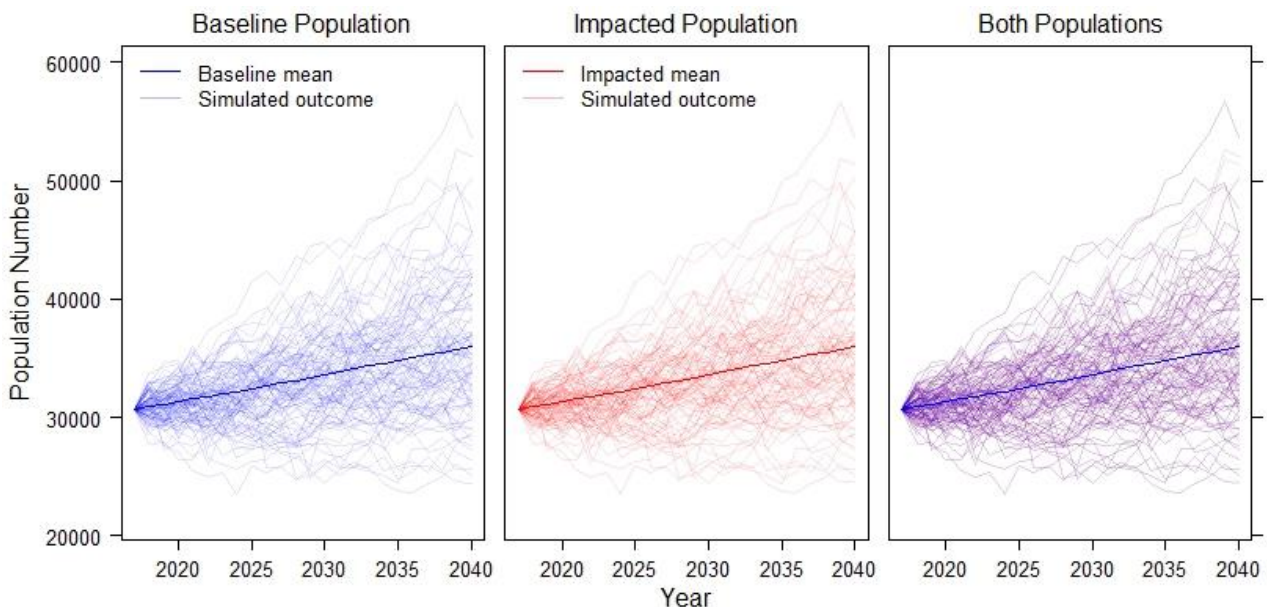 Baseline Population
Impacted Population
Both Populations
Baseline mean
Simulated outcome
Impacted mean
Simulated outcome
Population Number
60000
50000
40000
30000
20000
2020 2025 2030 2035 2040
2020 2025 2030 2035 2040
2020 2025 2030 2035 2040
Year